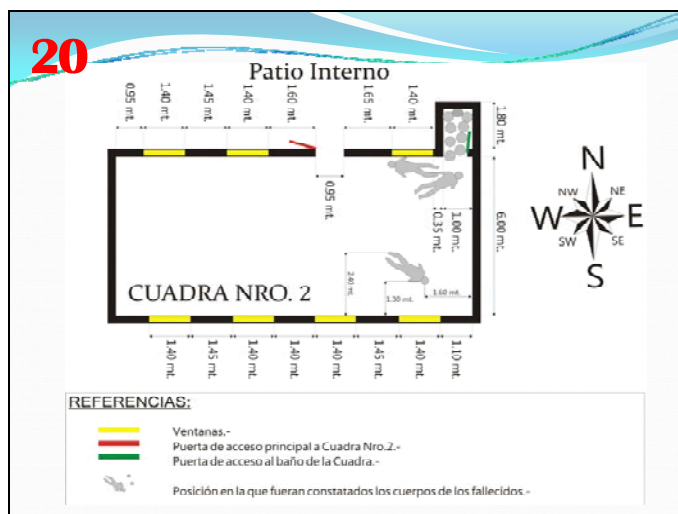 20
Patio Interno
0.95 mt.
1.40 mt.
1.45 mt.
1.40 mt.
1.60 mt.
1.65 mt.
1.40 mt.
1.80 mt.
0.95 mt.
0.35 mt.
1.00 mt.
6.00 mt.
N
NW
NE
W
E
SW
SE
S
2.40 mt.
1.30 mt.
1.60 mt.
CUADRA NRO. 2
1.40 mt.
1.45 mt.
1.40 mt.
1.40 mt.
1.40 mt.
1.45 mt.
1.40 mt.
1.10 mt.
REFERENCIAS:
Ventanas.-
Puerta de acceso principal a Cuadra Nro.2.-
Puerta de acceso al baño de la Cuadra.-
Posición en la que fueran constatados los cuerpos de los fallecidos.-